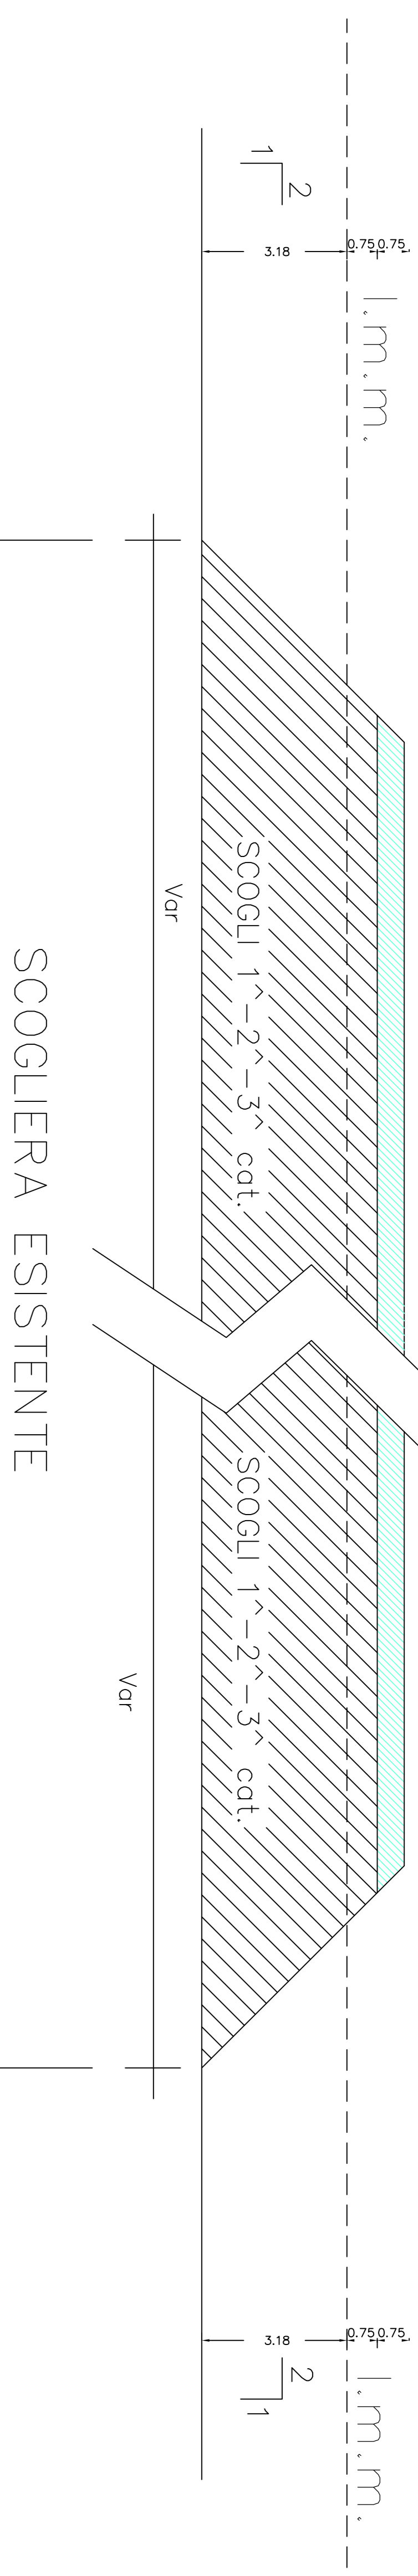 1
2
3.18
0.75
0.75
l.m.m.
SCOGLI 1^-2^-3^ cat.
Var
SCOGLI 1^-2^-3^ cat.
Var
SCOGLIERA ESISTENTE
3.18
0.75
0.75
2
1
l.m.m.